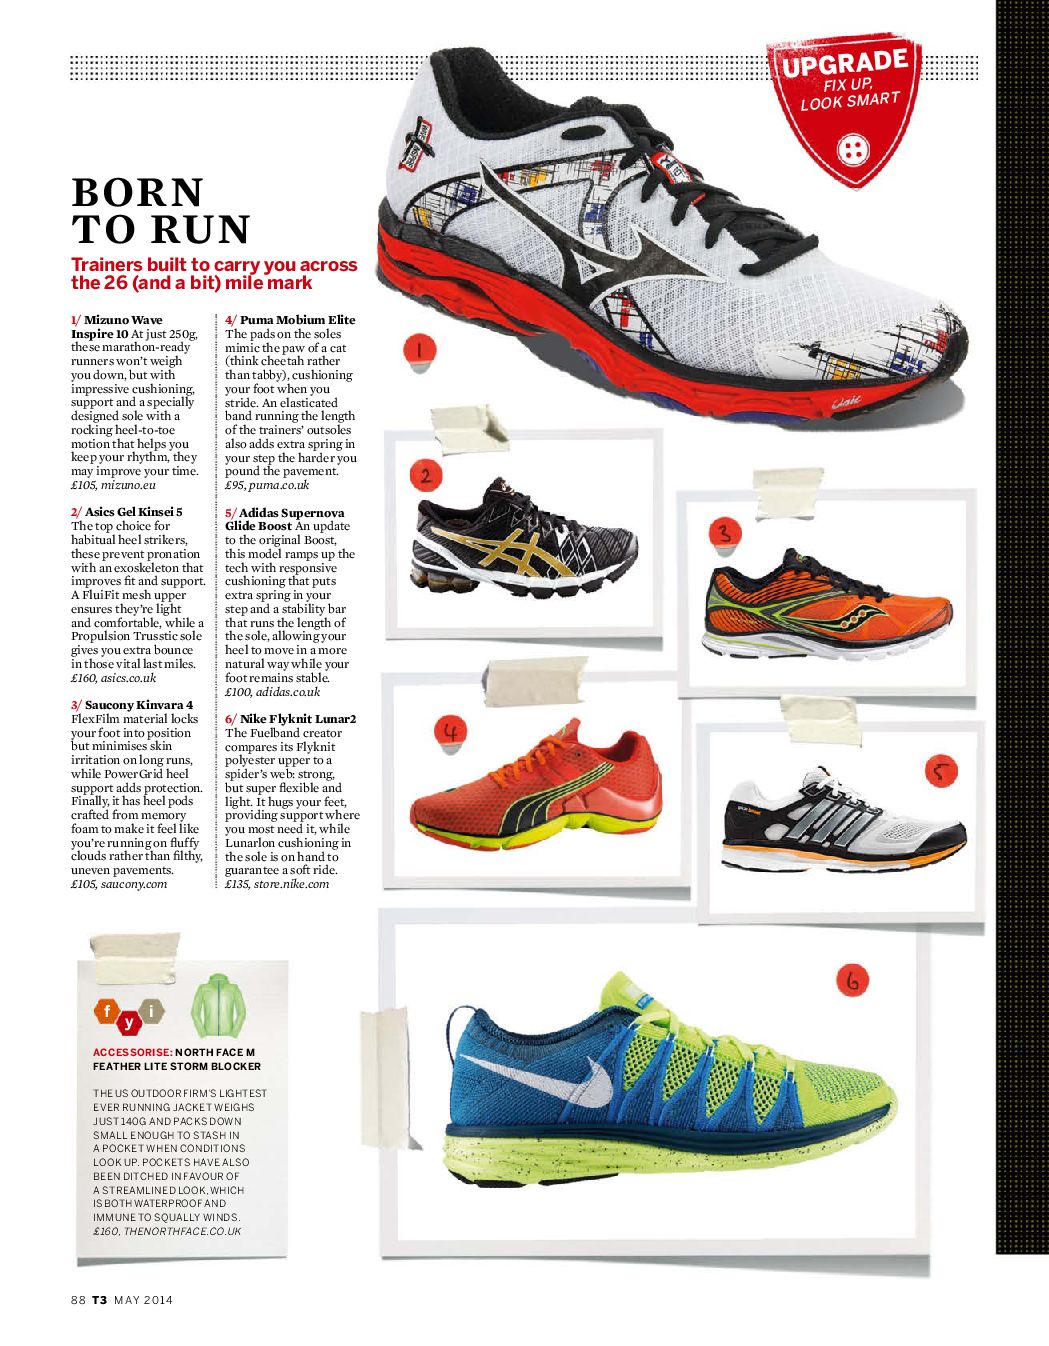 UPGRADE
FIX UP,
LOOK SMART
BORN
TO RUN
Trainers built to carry you across
the 26 (and a bit) mile mark
1/ Mizuno Wave
Inspire 10 At just 250g,
these marathon-ready
runners won't weigh
you down, but with
impressive cushioning,
support and a specially
designed sole with a
rocking heel-to-toe
motion that helps you
keep your rhythm, they
may improve your time.
£105, mizuno.eu
2/ Asics Gel Kinsei 5
The top choice for
habitual heel strikers,
these prevent pronation
with an exoskeleton that
improves fit and support.
A FluiFit mesh upper
ensures they're light
and comfortable, while a
Propulsion Trusstic sole
gives you extra bounce
in those vital last miles.
£160, asics.co.uk
3/ Saucony Kinvara 4
FlexFilm material locks
your foot into position
but minimises skin
irritation on long runs,
while PowerGrid heel
support adds protection.
Finally, it has heel pods
crafted from memory
foam to make it feel like
you're running on fluffy
clouds rather than filthy,
uneven pavements.
£105, saucony.com
4/ Puma Mobium Elite
The pads on the soles
mimic the paw of a cat
(think cheetah rather
than tabby), cushioning
your foot when you
stride. An elasticated
band running the length
of the trainers' outsoles
also adds extra spring in
your step the harder you
pound the pavement.
£95, puma.co.uk
5/ Adidas Supernova
Glide Boost An update
to the original Boost,
this model ramps up the
tech with responsive
cushioning that puts
extra spring in your
step and a stability bar
that runs the length of
the sole, allowing your
heel to move in a more
natural way while your
foot remains stable.
£100, adidas.co.uk
6/ Nike Flyknit Lunar2
The Fuelband creator
compares its Flyknit
polyester upper to a
spider's web: strong,
but super flexible and
light. It hugs your feet,
providing support where
you most need it, while
Lunarlon cushioning in
the sole is on hand to
guarantee a soft ride.
£135, store.nike.com
1
2
3
4
5
6
f y i
ACCESSORISE: NORTH FACE M
FEATHER LITE STORM BLOCKER
THE US OUTDOOR FIRM'S LIGHTEST
EVER RUNNING JACKET WEIGHS
JUST 140G AND PACKS DOWN
SMALL ENOUGH TO STASH IN
A POCKET WHEN CONDITIONS
LOOK UP. POCKETS HAVE ALSO
BEEN DITCHED IN FAVOUR OF
A STREAMLINED LOOK, WHICH
IS BOTH WATERPROOF AND
IMMUNE TO SQUALLY WINDS.
£160, THENORTHFACE.CO.UK
88 T3 MAY 2014